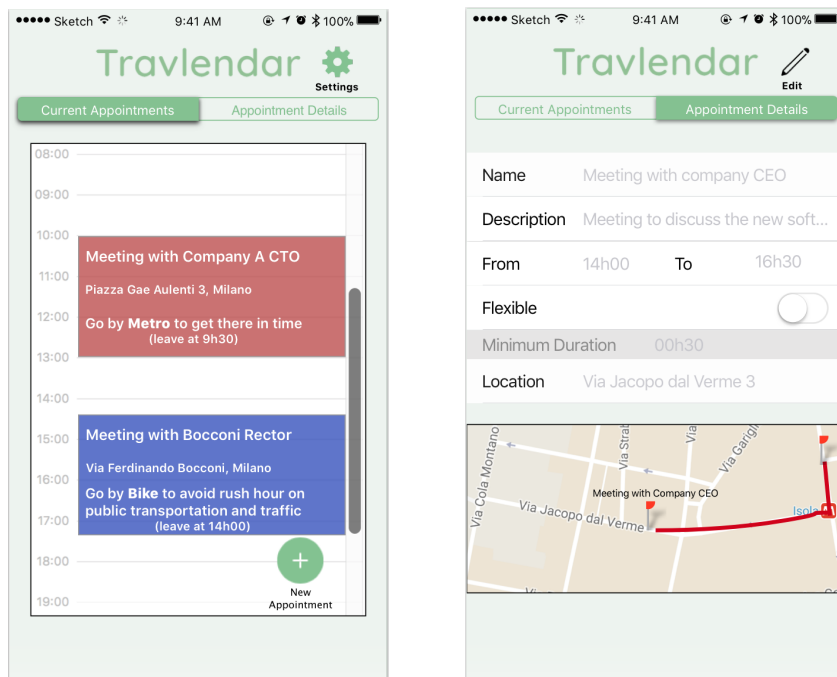 ●●●●● Sketch 9:41 AM 100%
Travlendar
Settings
Current Appointments Appointment Details
08:00
09:00
10:00
Meeting with Company A CTO
11:00
Piazza Gae Aulenti 3, Milano
12:00
Go by Metro to get there in time
(leave at 9h30)
13:00
14:00
15:00
Meeting with Bocconi Rector
Via Ferdinando Bocconi, Milano
16:00
Go by Bike to avoid rush hour on
public transportation and traffic
17:00
(leave at 14h00)
18:00
+
New
Appointment
19:00
●●●●● Sketch 9:41 AM 100%
Travlendar
Edit
Current Appointments Appointment Details
Name Meeting with company CEO
Description Meeting to discuss the new soft...
From 14h00 To 16h30
Flexible
Minimum Duration 00h30
Location Via Jacopo dal Verme 3
Via Cola Montano
Via Strat
Via
Via Garigl
Meeting with Company CEO
Via Jacopo dal Verme
Isola